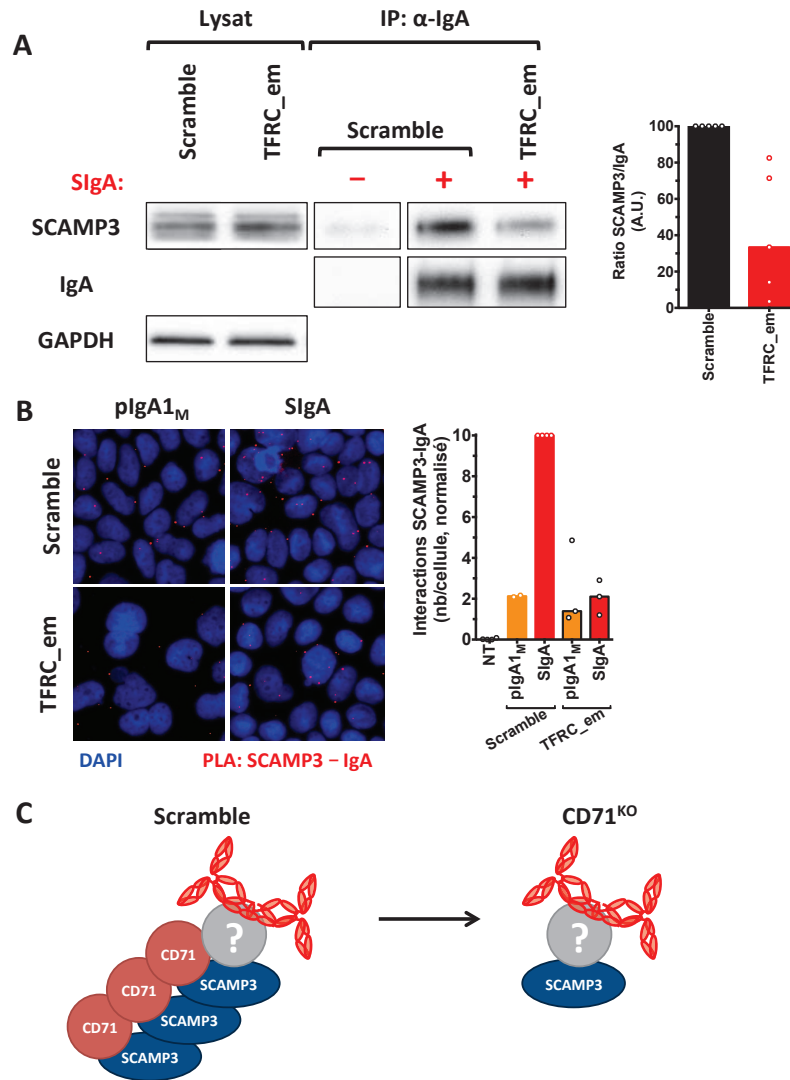 A
Lysat
IP: α-IgA
Scramble
TFRC_em
Scramble
TFRC_em
SIgA:
−
+
+
SCAMP3
IgA
GAPDH
Ratio SCAMP3/IgA
(A.U.)
100
80
60
40
20
0
Scramble
TFRC_em
B
pIgA1M
SIgA
Scramble
TFRC_em
DAPI
PLA: SCAMP3 – IgA
Interactions SCAMP3-IgA
(nb/cellule, normalisé)
10
8
6
4
2
0
NT
pIgA1M
SIgA
pIgA1M
SIgA
Scramble
TFRC_em
C
Scramble
CD71KO
?
CD71
SCAMP3
CD71
SCAMP3
CD71
SCAMP3
?
SCAMP3